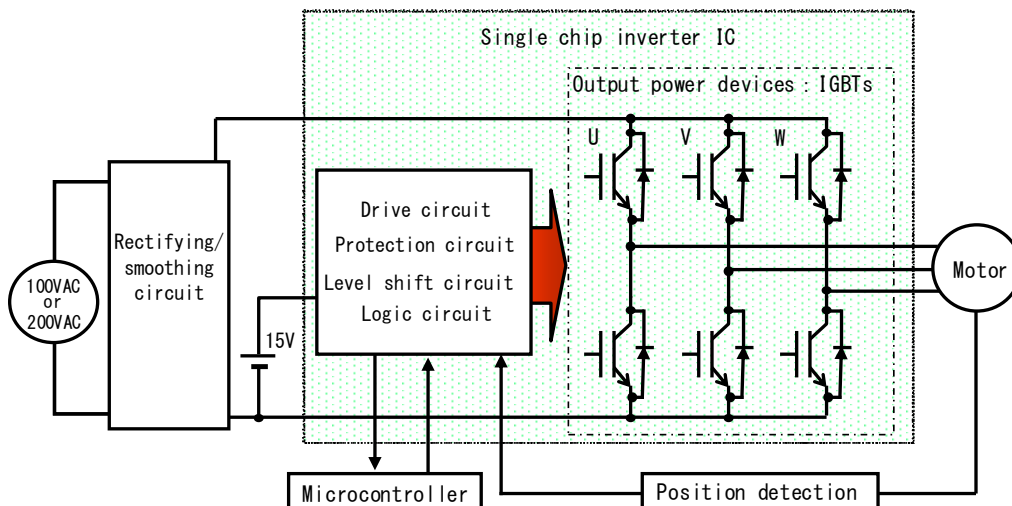 Single chip inverter IC
Output power devices : IGBTs
U
V
W
Drive circuit
Protection circuit
Level shift circuit
Logic circuit
Rectifying/
smoothing
circuit
100VAC
or
200VAC
15V
Motor
Microcontroller
Position detection